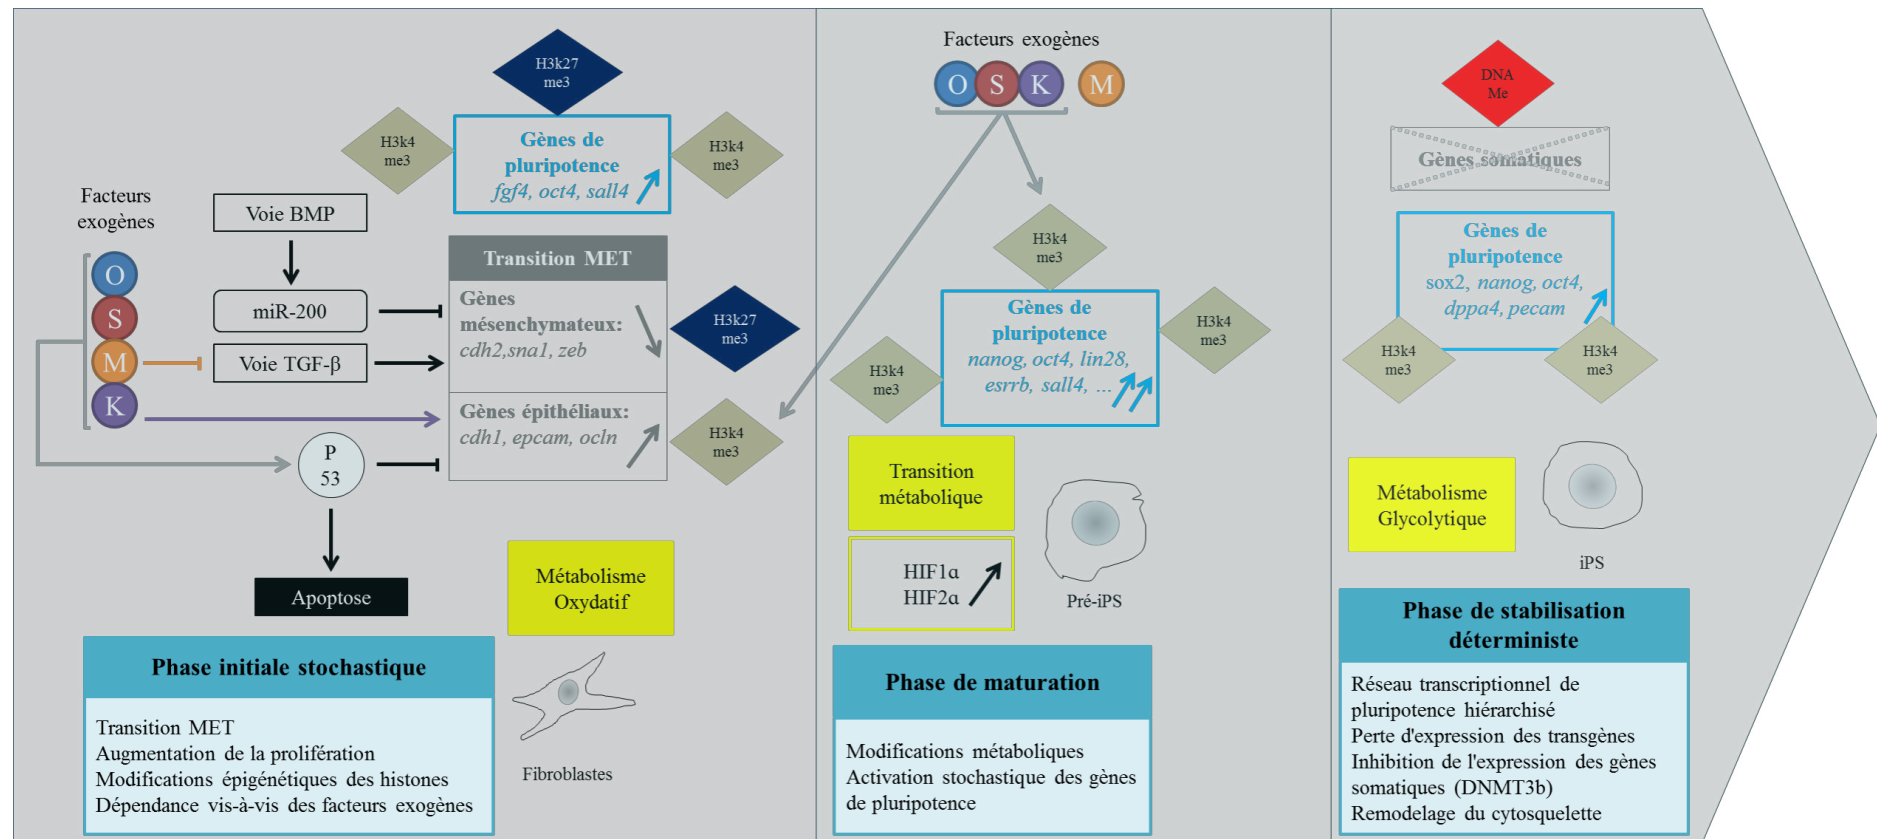 H3k27
me3
H3k4
me3
Gènes de
pluripotence
fgf4, oct4, sall4
H3k4
me3
Facteurs
exogènes
O
S
M
K
Voie BMP
miR-200
Voie TGF-β
P
53
Apoptose
Transition MET
Gènes
mésenchymateux:
cdh2,sna1, zeb
Gènes épithéliaux:
cdh1, epcam, ocln
H3k27
me3
H3k4
me3
Métabolisme
Oxydatif
Fibroblastes
Phase initiale stochastique
Transition MET
Augmentation de la prolifération
Modifications épigénétiques des histones
Dépendance vis-à-vis des facteurs exogènes
Facteurs exogènes
O S K M
H3k4
me3
Gènes de
pluripotence
nanog, oct4, lin28,
esrrb, sall4, ...
H3k4
me3
H3k4
me3
Transition
métabolique
HIF1α
HIF2α
Pré-iPS
Phase de maturation
Modifications métaboliques
Activation stochastique des gènes
de pluripotence
DNA
Me
Gènes somatiques
Gènes de
pluripotence
sox2, nanog, oct4,
dppa4, pecam
H3k4
me3
H3k4
me3
Métabolisme
Glycolytique
iPS
Phase de stabilisation
déterministe
Réseau transcriptionnel de
pluripotence hiérarchisé
Perte d'expression des transgènes
Inhibition de l'expression des gènes
somatiques (DNMT3b)
Remodelage du cytosquelette